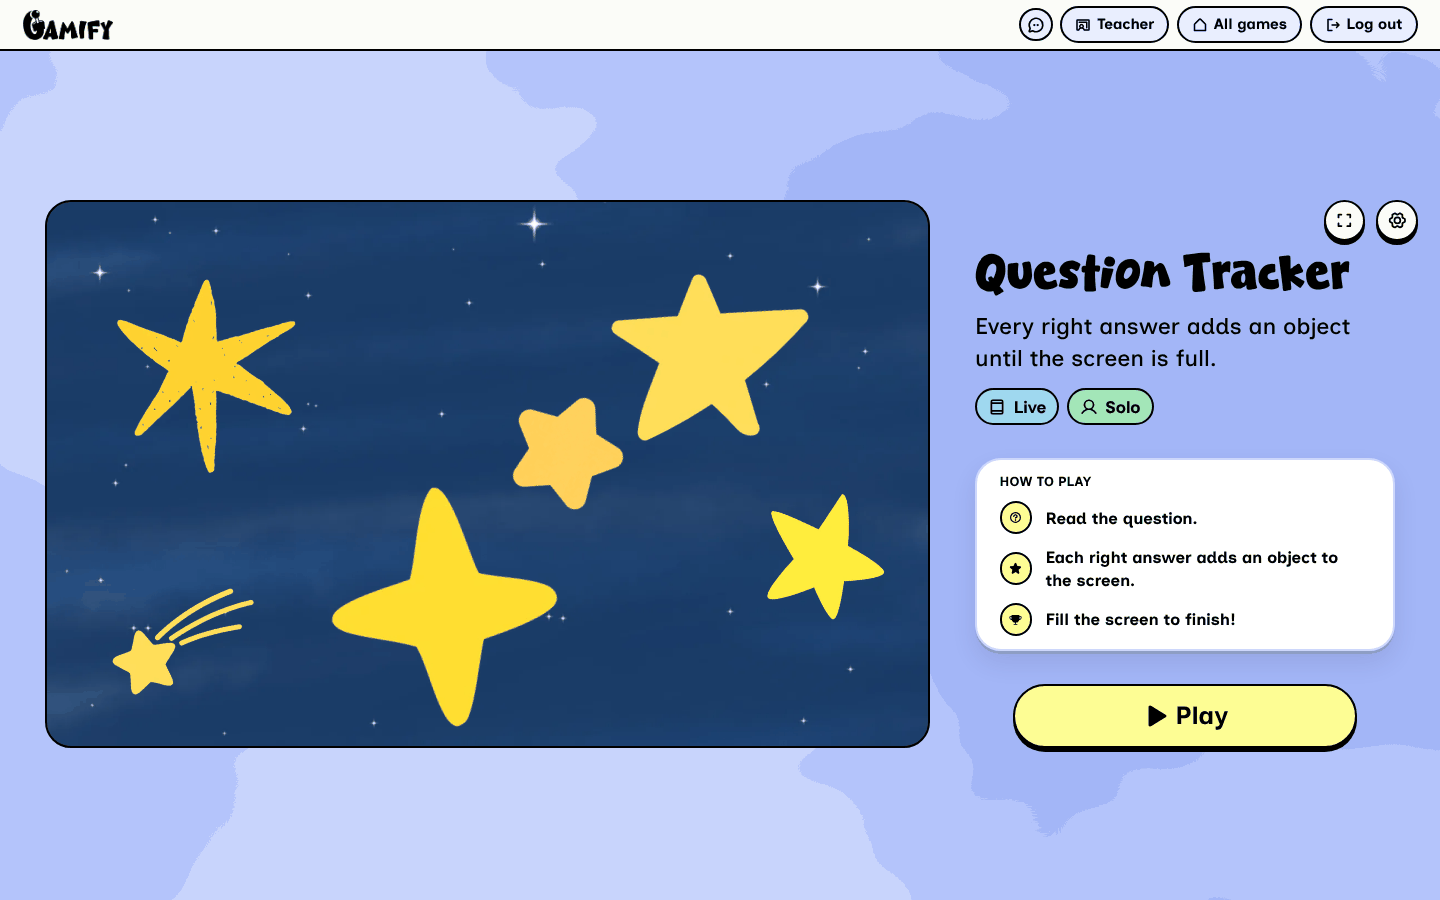 GAMIFY
Teacher
All games
Log out
Question Tracker
Every right answer adds an object
until the screen is full.
Live
Solo
HOW TO PLAY
Read the question.
Each right answer adds an object to
the screen.
Fill the screen to finish!
Play